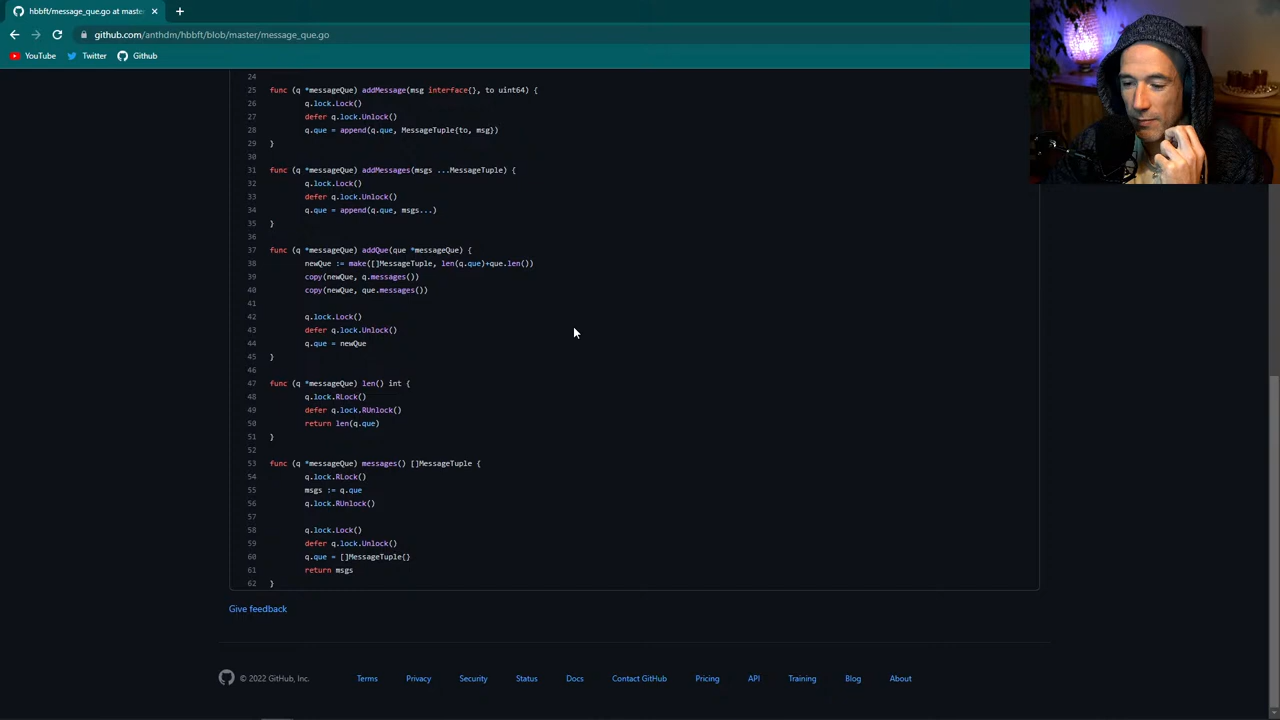 hbbft/message_que.go at master
github.com/anthdm/hbbft/blob/master/message_que.go
YouTube Twitter Github
24
25 func (q *messageQue) addMessage(msg interface{}, to uint64) {
26 q.lock.Lock()
27 defer q.lock.Unlock()
28 q.que = append(q.que, MessageTuple{to, msg})
29 }
30
31 func (q *messageQue) addMessages(msgs ...MessageTuple) {
32 q.lock.Lock()
33 defer q.lock.Unlock()
34 q.que = append(q.que, msgs...)
35 }
36
37 func (q *messageQue) addQue(que *messageQue) {
38 newQue := make([]MessageTuple, len(q.que)+que.len())
39 copy(newQue, q.messages())
40 copy(newQue, que.messages())
41
42 q.lock.Lock()
43 defer q.lock.Unlock()
44 q.que = newQue
45 }
46
47 func (q *messageQue) len() int {
48 q.lock.RLock()
49 defer q.lock.RUnlock()
50 return len(q.que)
51 }
52
53 func (q *messageQue) messages() []MessageTuple {
54 q.lock.RLock()
55 msgs := q.que
56 q.lock.RUnlock()
57
58 q.lock.Lock()
59 defer q.lock.Unlock()
60 q.que = []MessageTuple{}
61 return msgs
62 }
Give feedback
© 2022 GitHub, Inc. Terms Privacy Security Status Docs Contact GitHub Pricing API Training Blog About